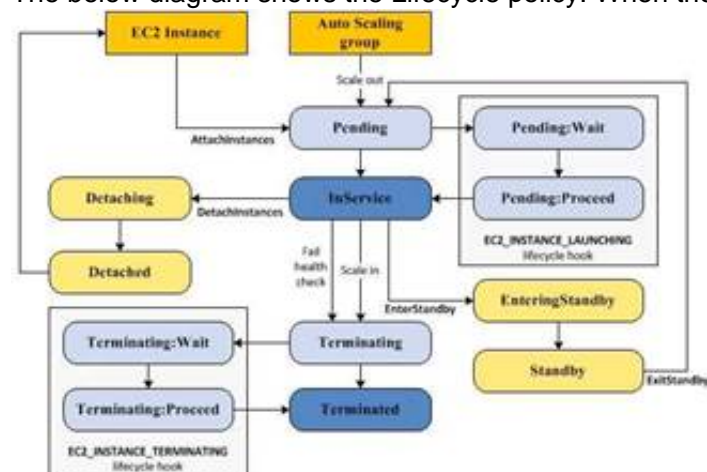 The below diagram shows the Lifecycle policy. When the
EC2 Instance
Auto Scaling
group
Scale out
Pending
Pending:Wait
AttachInstances
Detaching
InService
Pending:Proceed
DetachInstances
EC2_INSTANCE_LAUNCHING
lifecycle hook
Fail
health
check
Scale in
Detached
EnterStandby
EnteringStandby
Terminating:Wait
Terminating
Standby
ExitStandby
Terminating:Proceed
Terminated
EC2_INSTANCE_TERMINATING
lifecycle hook